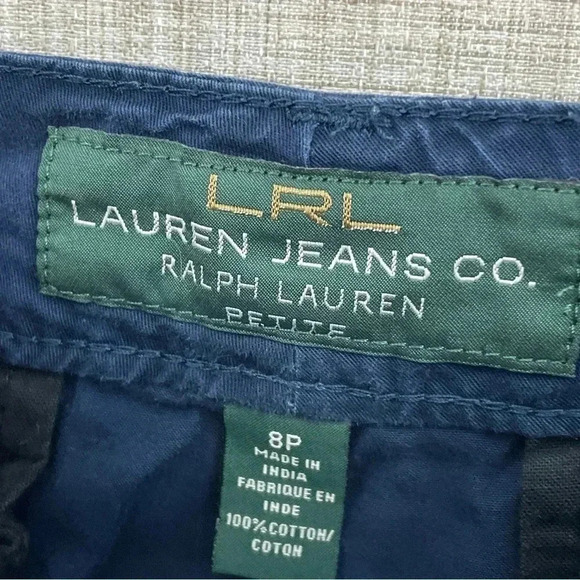 LRL
LAUREN JEANS CO.
RALPH LAUREN
PETITE
8P
MADE IN
INDIA
FABRIQUE EN
INDE
100% COTTON/
COTON